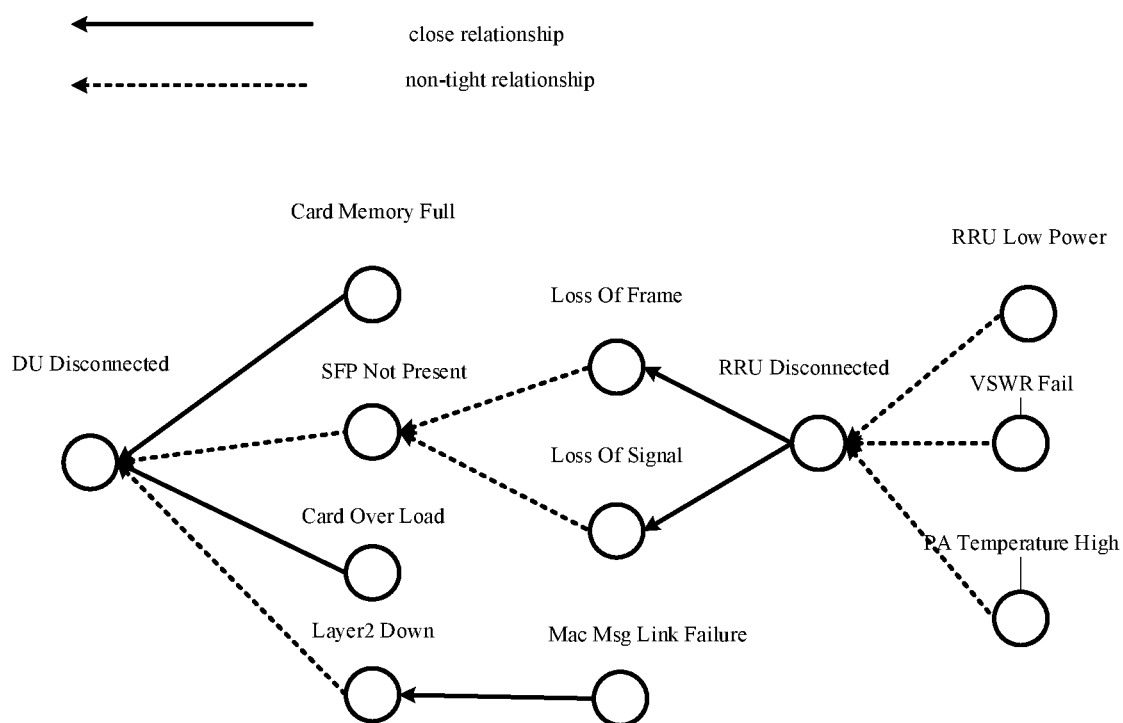 close relationship
non-tight relationship
Card Memory Full
RRU Low Power
Loss Of Frame
DU Disconnected
SFP Not Present
RRU Disconnected
VSWR Fail
Loss Of Signal
Card Over Load
PA Temperature High
Layer2 Down
Mac Msg Link Failure